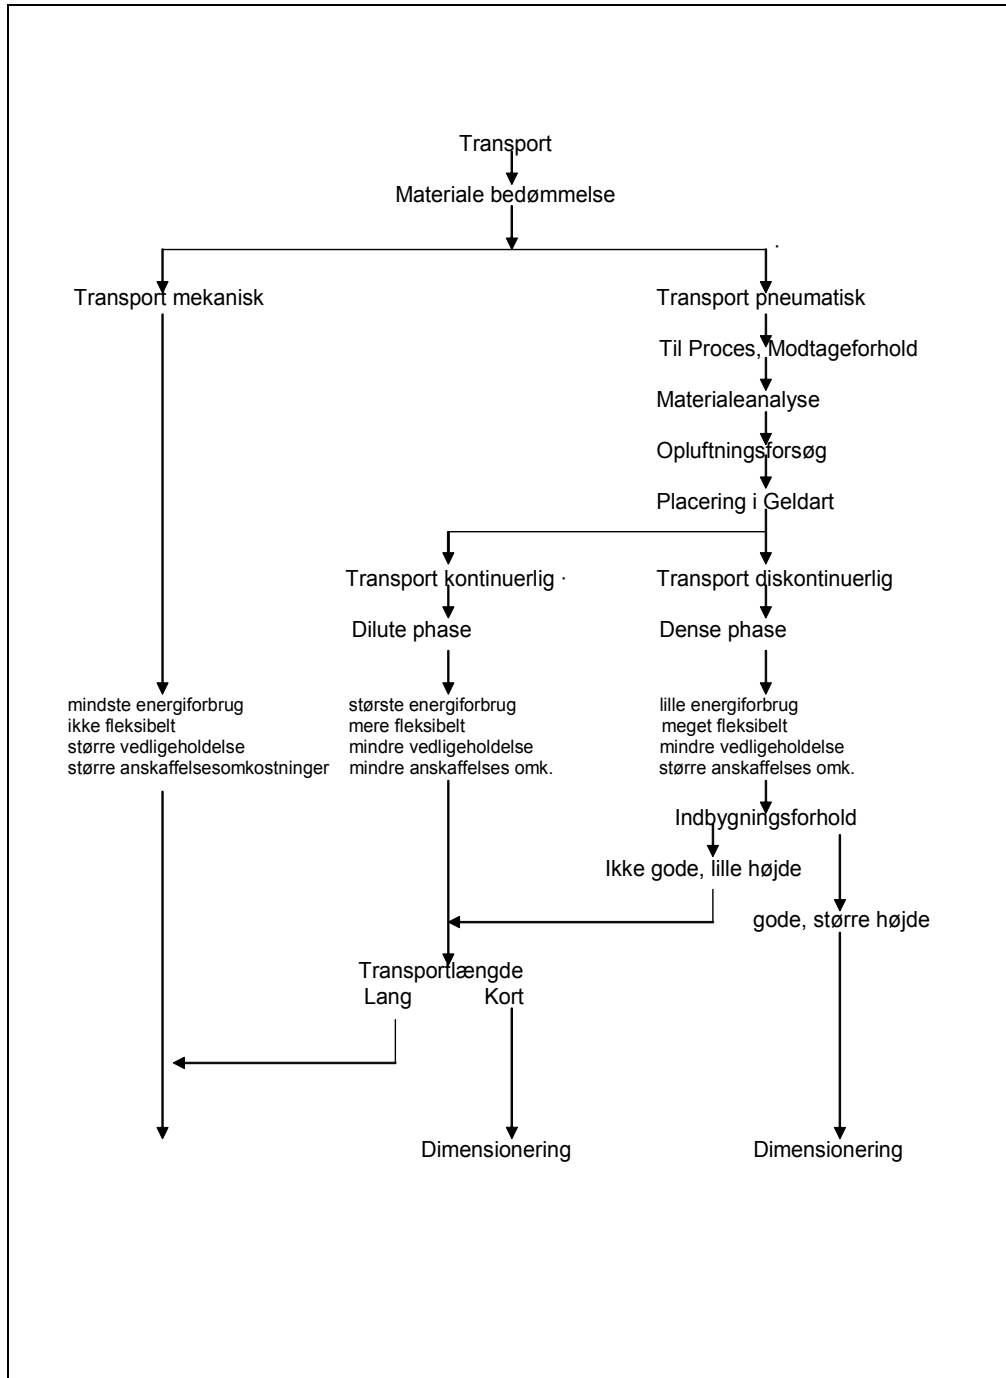 Transport
Materiale bedømmelse
Transport mekanisk
Transport pneumatisk
Til Proces, Modtageforhold
Materialeanalyse
Opluftningsforsøg
Placering i Geldart
Transport kontinuerlig
Transport diskontinuerlig
Dilute phase
Dense phase
mindste energiforbrug
ikke fleksibelt
større vedligeholdelse
større anskaffelsesomkostninger
største energiforbrug
mere fleksibelt
mindre vedligeholdelse
mindre anskaffelses omk.
lille energiforbrug
meget fleksibelt
mindre vedligeholdelse
større anskaffelses omk.
Indbygningsforhold
Ikke gode, lille højde
gode, større højde
Transportlængde
Lang Kort
Dimensionering
Dimensionering